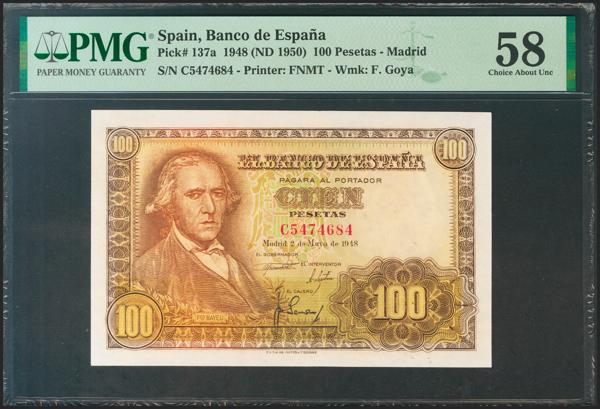 PMG
PAPER MONEY GUARANTY
Spain, Banco de España
Pick# 137a 1948 (ND 1950) 100 Pesetas - Madrid
S/N C5474684 - Printer: FNMT - Wmk: F. Goya
58
Choice About Unc
100
100
EL BANCO DE ESPAÑA
PAGARA AL PORTADOR
CIEN
PESETAS
C5474684
Madrid 2 de Mayo de 1948
EL GOBERNADOR
EL INTERVENTOR
EL CAJERO
100
100